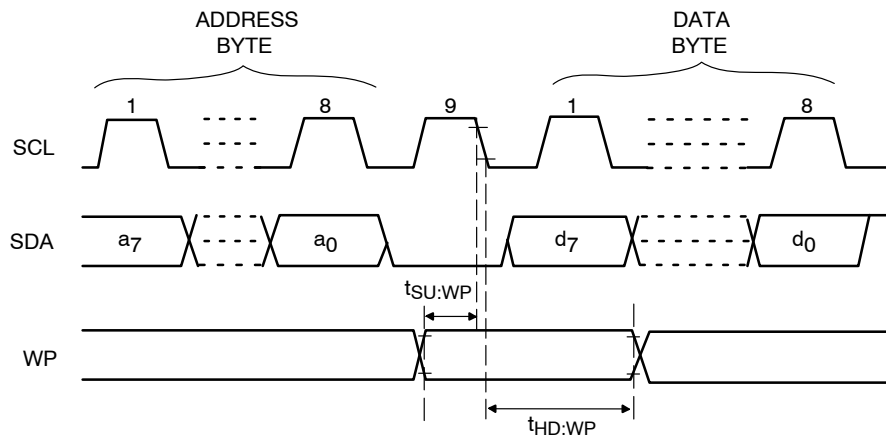 ADDRESS
BYTE
DATA
BYTE
1 8 9 1 8
SCL
SDA a7 a0 d7 d0
tSU:WP
WP
tHD:WP